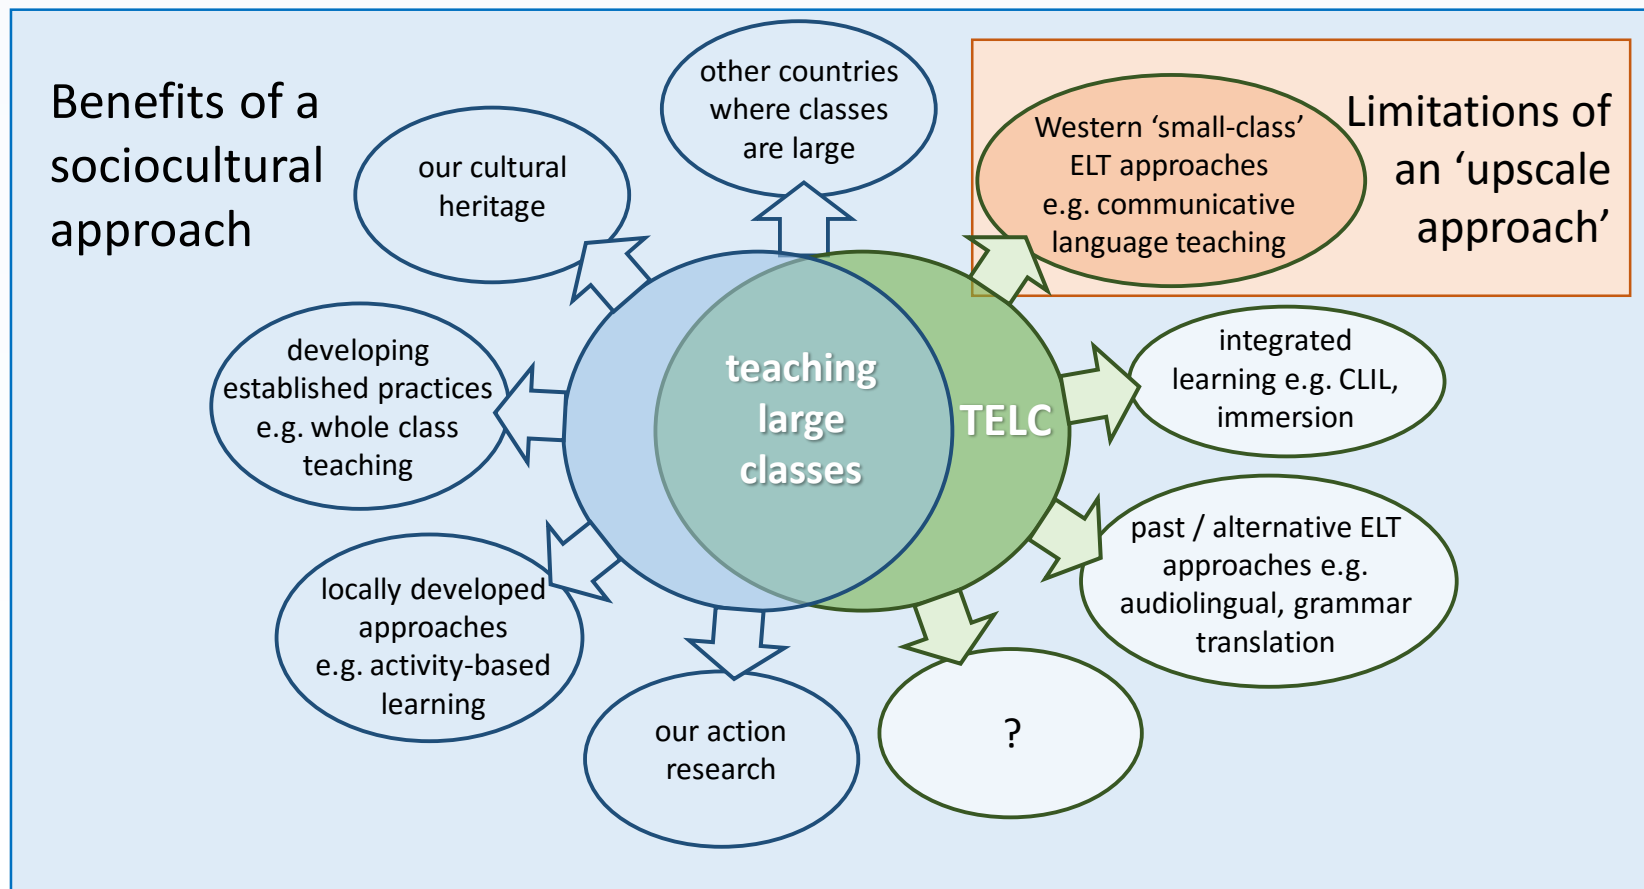 Benefits of a
sociocultural
approach
our cultural
heritage
other countries
where classes
are large
Western ‘small-class’
ELT approaches
e.g. communicative
language teaching
Limitations of
an ‘upscale
approach’
developing
established practices
e.g. whole class
teaching
teaching
large
classes
TELC
integrated
learning e.g. CLIL,
immersion
locally developed
approaches
e.g. activity-based
learning
past / alternative ELT
approaches e.g.
audiolingual, grammar
translation
our action
research
?